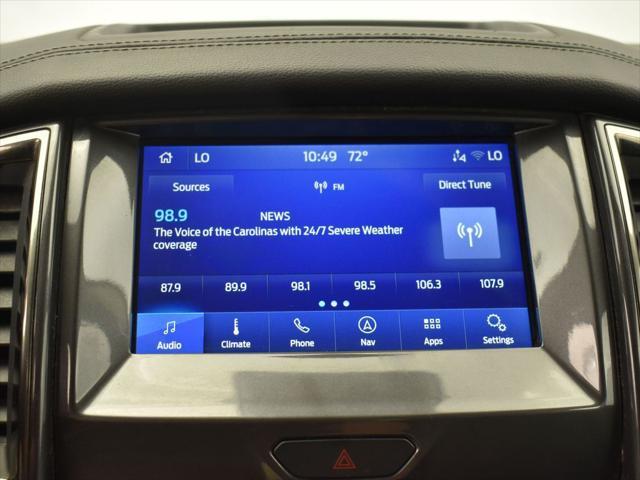 LO 10:49 72° LO
Sources FM Direct Tune
98.9 NEWS
The Voice of the Carolinas with 24/7 Severe Weather
coverage
87.9 89.9 98.1 98.5 106.3 107.9
Audio Climate Phone Nav Apps Settings